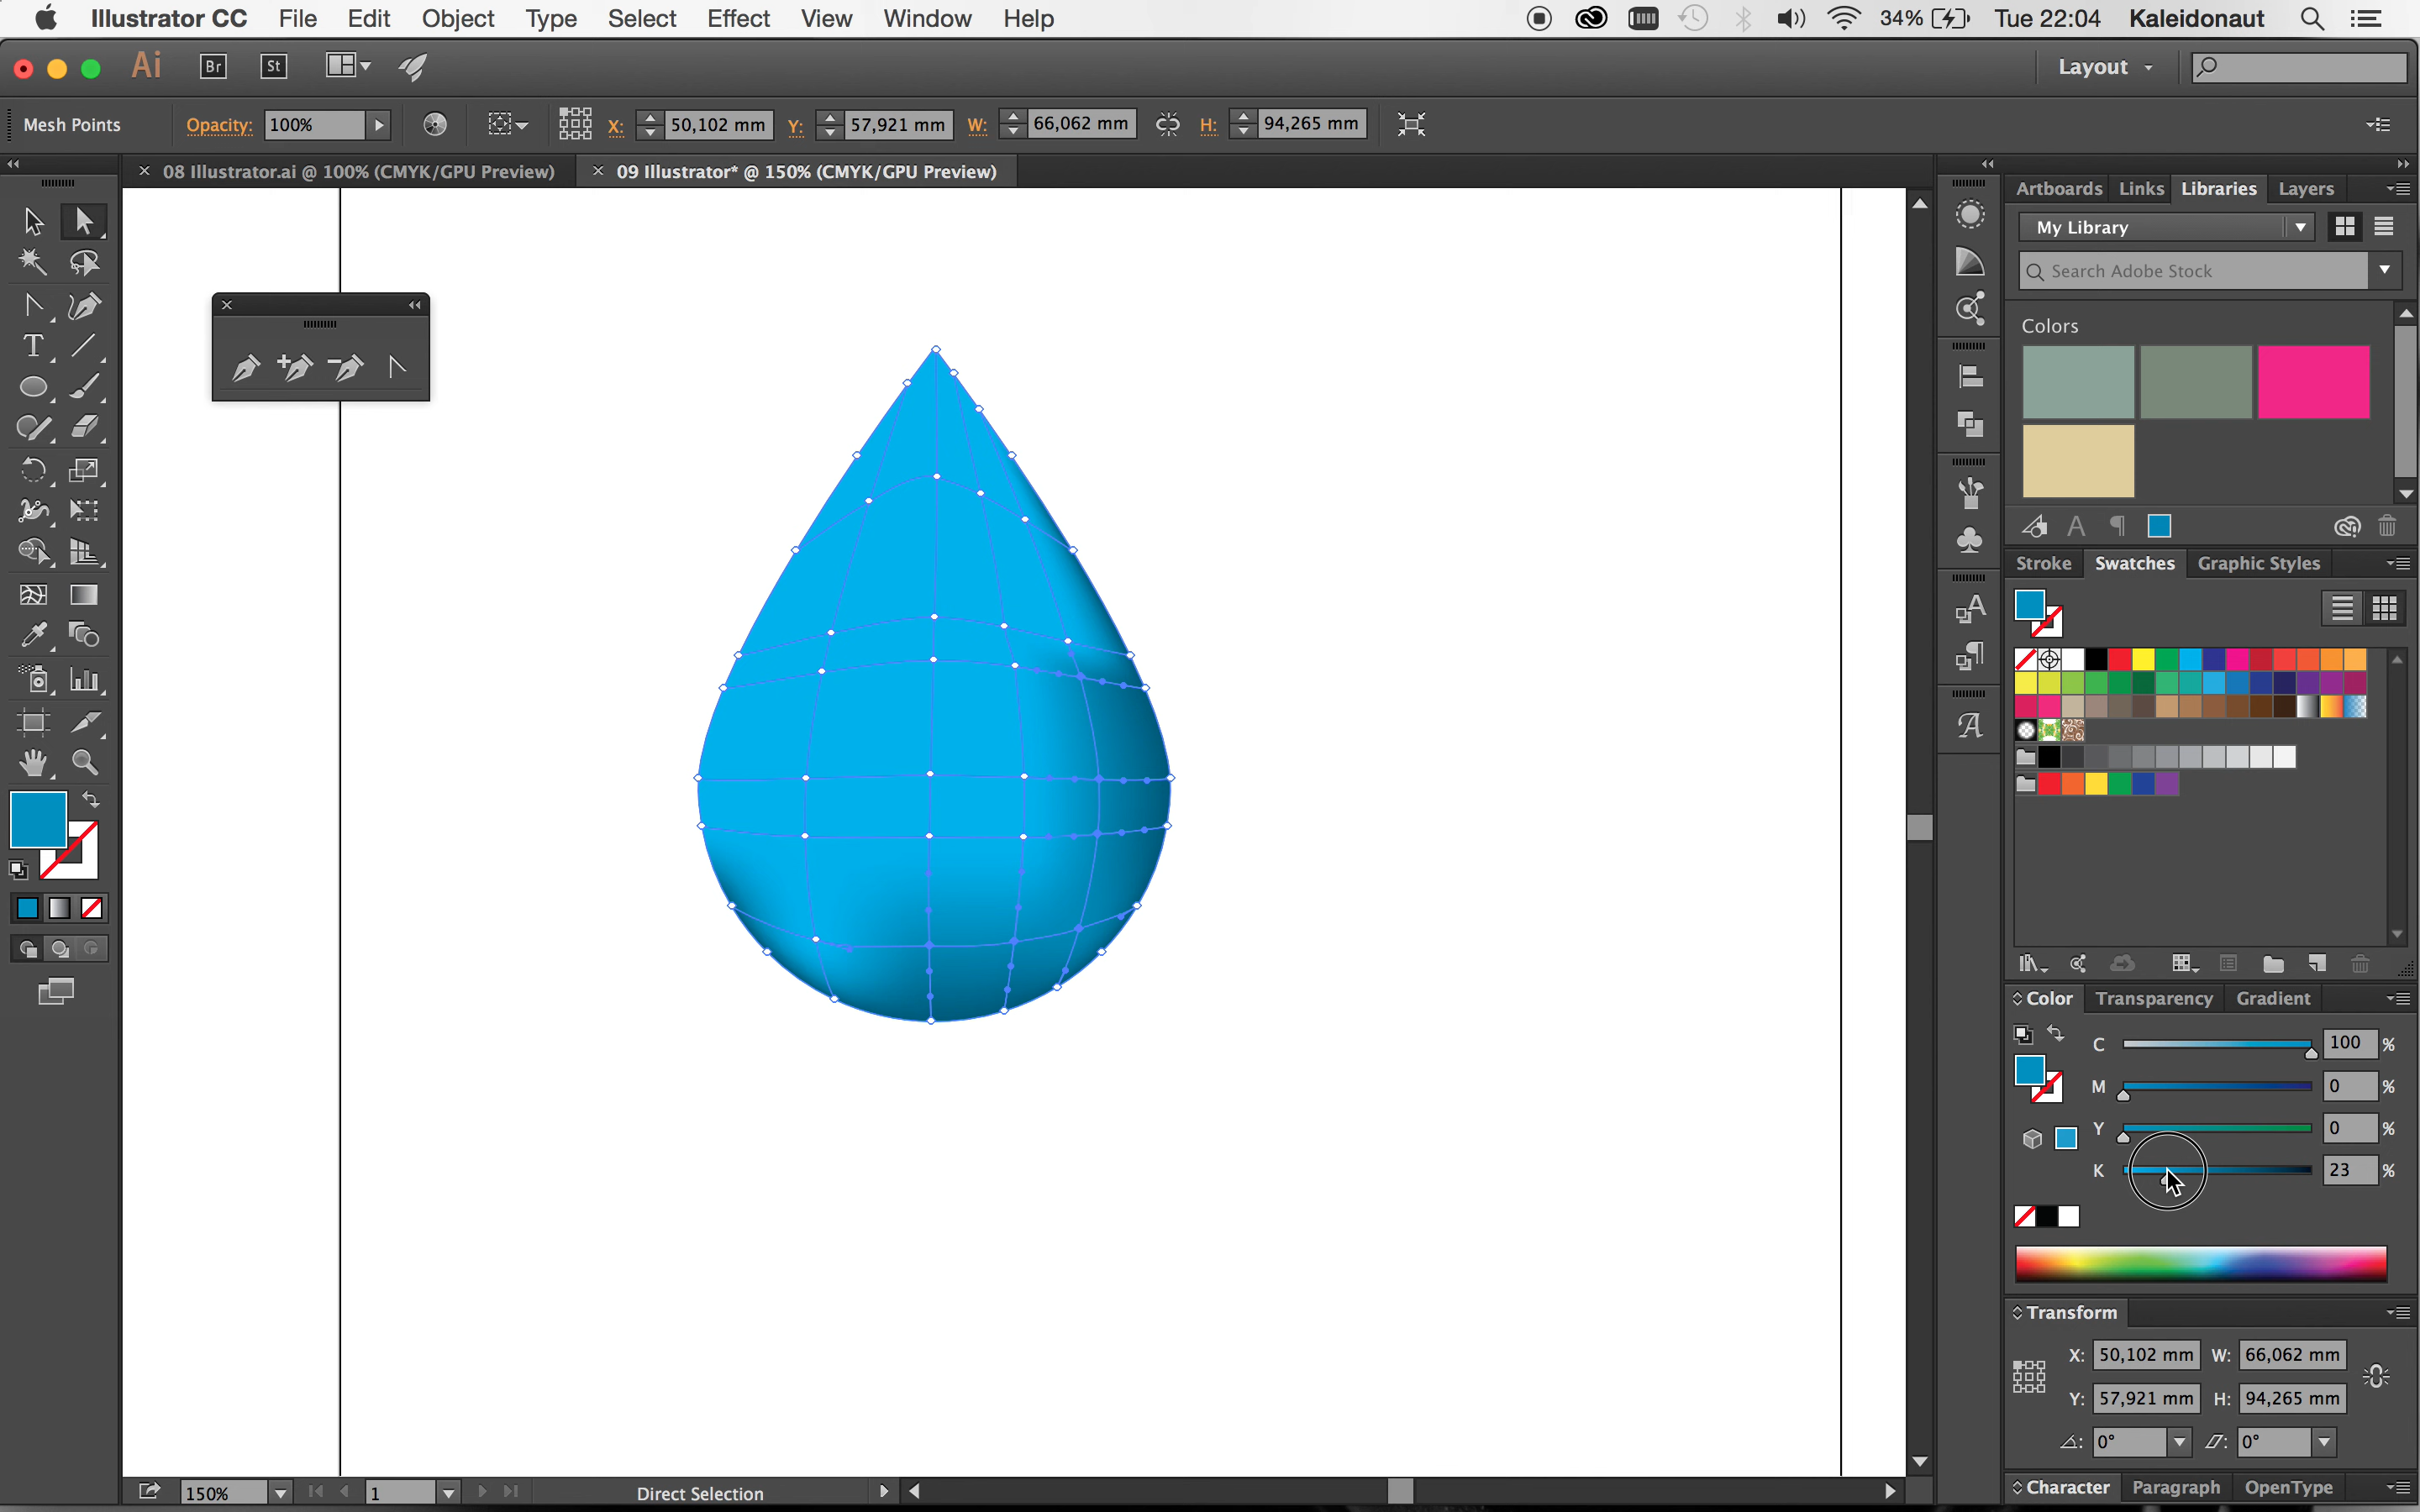 Illustrator CC File Edit Object Type Select Effect View Window Help 34% Tue 22:04 Kaleidonaut
Ai Br St Layout
Mesh Points Opacity: 100% X: 50,102 mm Y: 57,921 mm W: 66,062 mm H: 94,265 mm
× 08 Illustrator.ai @ 100% (CMYK/GPU Preview) × 09 Illustrator* @ 150% (CMYK/GPU Preview)
Artboards Links Libraries Layers
My Library
Search Adobe Stock
Colors
Stroke Swatches Graphic Styles
Color Transparency Gradient
C 100 %
M 0 %
Y 0 %
K 23 %
Transform
X: 50,102 mm W: 66,062 mm
Y: 57,921 mm H: 94,265 mm
0° 0°
Character Paragraph OpenType
150% 1 Direct Selection